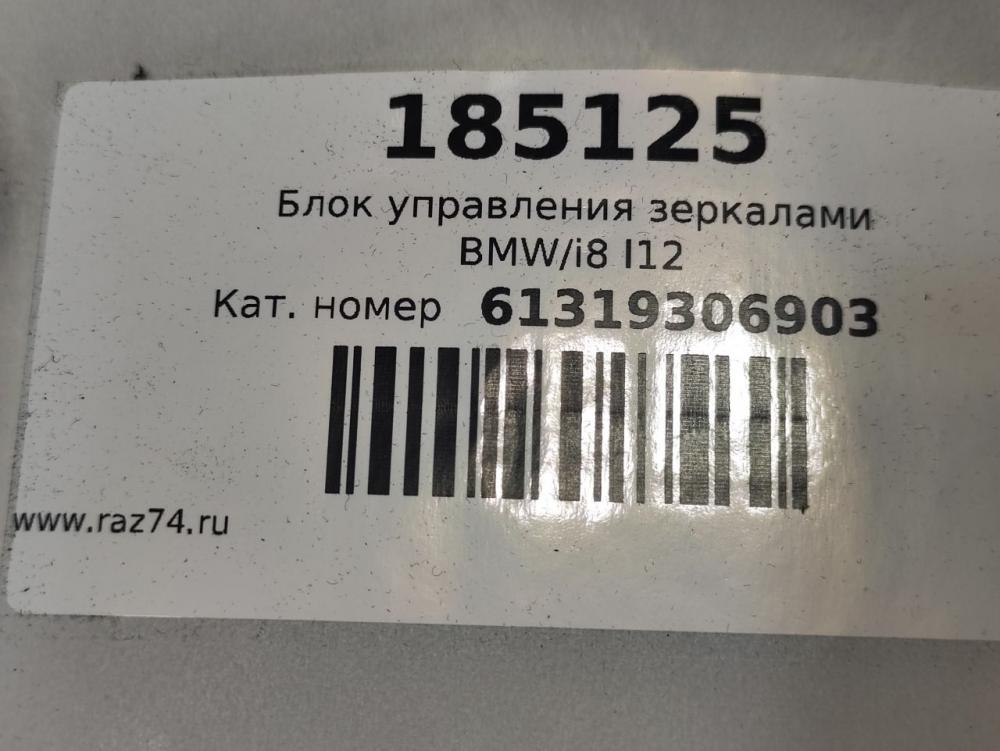 185125
Блок управления зеркалами
BMW/i8 I12
Кат. номер 61319306903
www.raz74.ru